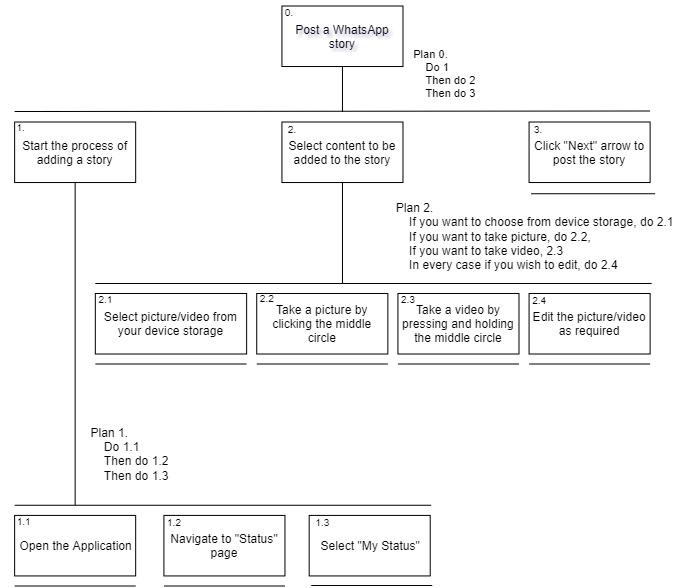 0.
Post a WhatsApp
story
Plan 0.
Do 1
Then do 2
Then do 3
1.
Start the process of
adding a story
2.
Select content to be
added to the story
3.
Click "Next" arrow to
post the story
Plan 2.
If you want to choose from device storage, do 2.1
If you want to take picture, do 2.2,
If you want to take video, 2.3
In every case if you wish to edit, do 2.4
2.1
Select picture/video from
your device storage
2.2
Take a picture by
clicking the middle
circle
2.3
Take a video by
pressing and holding
the middle circle
2.4
Edit the picture/video
as required
Plan 1.
Do 1.1
Then do 1.2
Then do 1.3
1.1
Open the Application
1.2
Navigate to "Status"
page
1.3
Select "My Status"